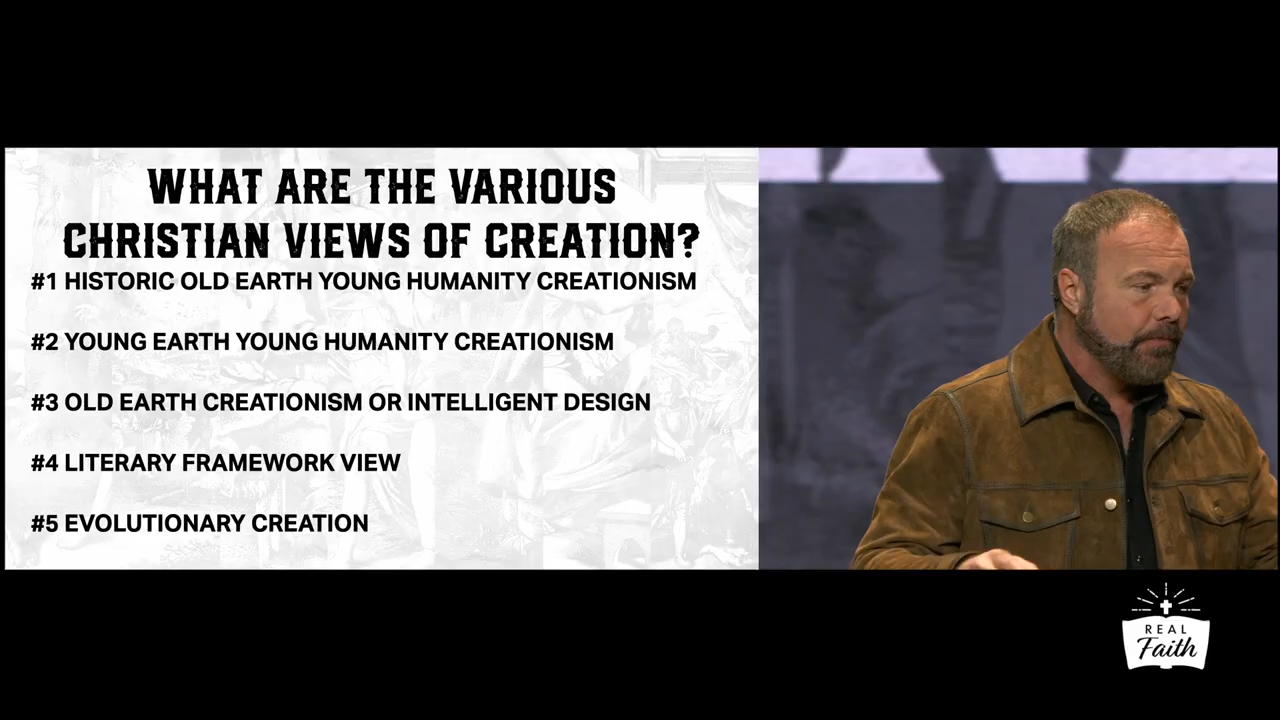 WHAT ARE THE VARIOUS
CHRISTIAN VIEWS OF CREATION?
#1 HISTORIC OLD EARTH YOUNG HUMANITY CREATIONISM
#2 YOUNG EARTH YOUNG HUMANITY CREATIONISM
#3 OLD EARTH CREATIONISM OR INTELLIGENT DESIGN
#4 LITERARY FRAMEWORK VIEW
#5 EVOLUTIONARY CREATION
REAL
Faith